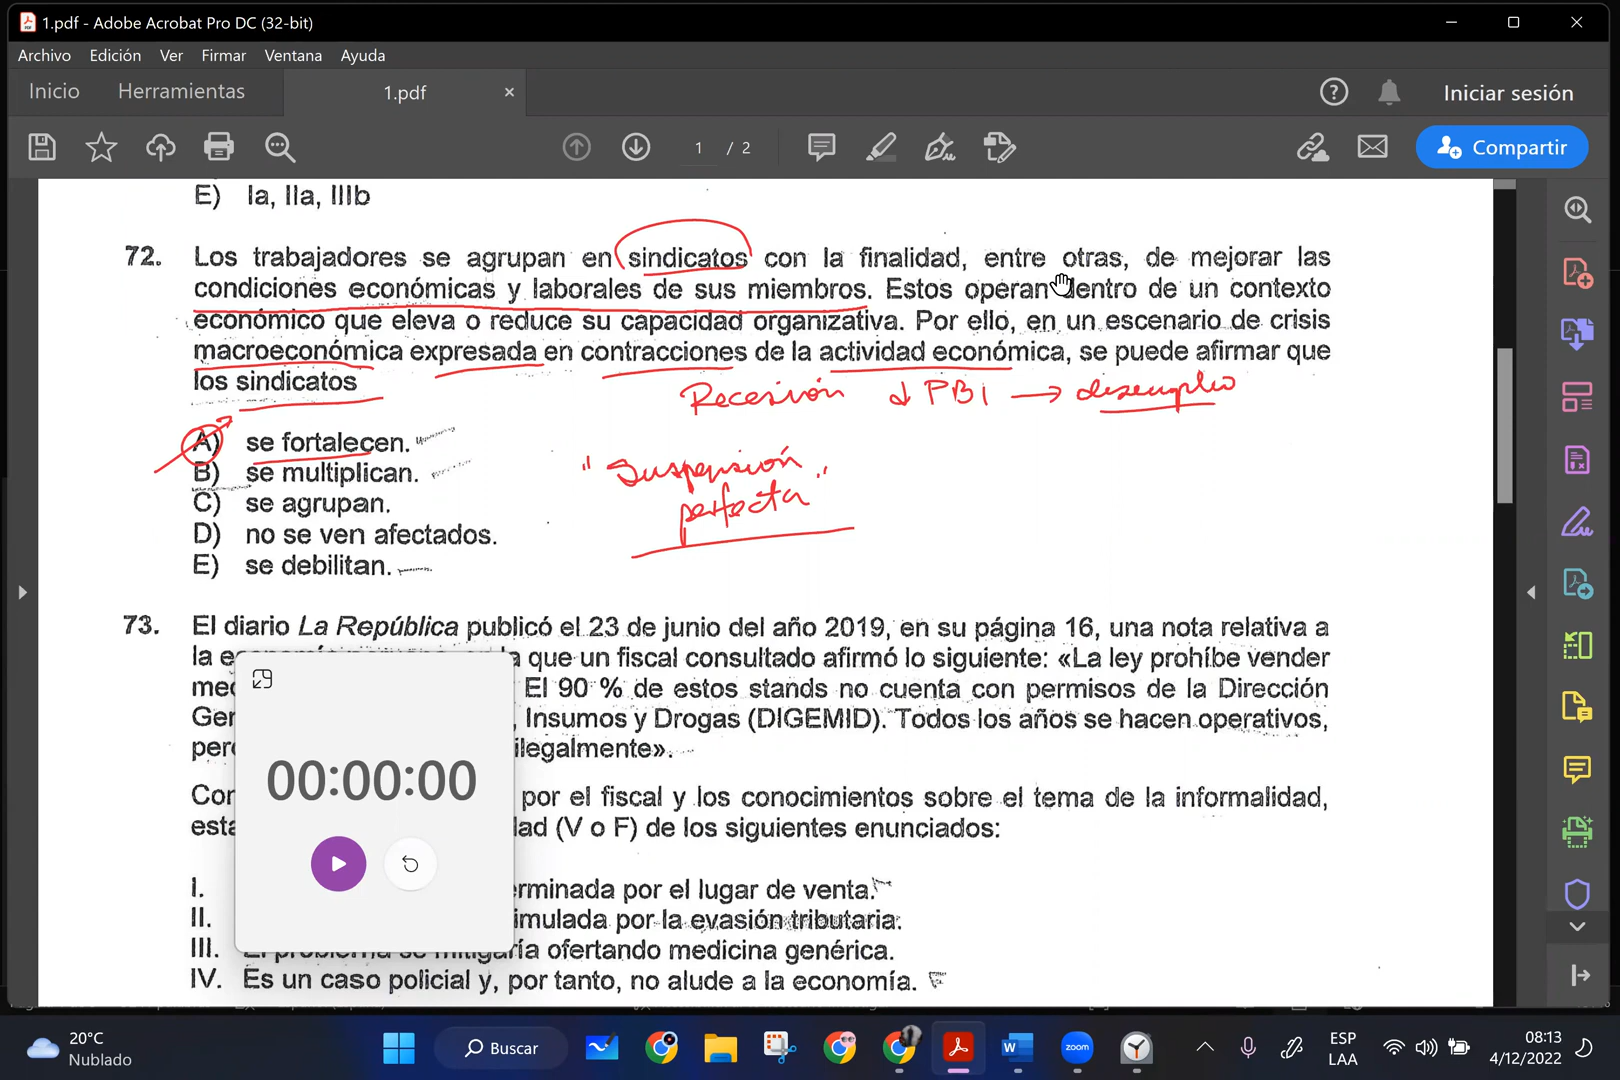 1.pdf - Adobe Acrobat Pro DC (32-bit)
Archivo Edición Ver Firmar Ventana Ayuda
Inicio Herramientas 1.pdf × Iniciar sesión
1 / 2 Compartir
E) Ia, IIa, IIIb
72. Los trabajadores se agrupan en sindicatos con la finalidad, entre otras, de mejorar las
condiciones económicas y laborales de sus miembros. Estos operan dentro de un contexto
económico que eleva o reduce su capacidad organizativa. Por ello, en un escenario de crisis
macroeconómica expresada en contracciones de la actividad económica, se puede afirmar que
los sindicatos
Recesión ↓ PBI → desempleo
A) se fortalecen.
B) se multiplican.
"Suspensión
perfecta"
C) se agrupan.
D) no se ven afectados.
E) se debilitan.
73. El diario La República publicó el 23 de junio del año 2019, en su página 16, una nota relativa a
la que un fiscal consultado afirmó lo siguiente: «La ley prohíbe vender
El 90 % de estos stands no cuenta con permisos de la Dirección
, Insumos y Drogas (DIGEMID). Todos los años se hacen operativos,
ilegalmente».
00:00:00
por el fiscal y los conocimientos sobre el tema de la informalidad,
dad (V o F) de los siguientes enunciados:
I. erminada por el lugar de venta.
II. imulada por la evasión tributaria.
III. El problema se mitigaría ofertando medicina genérica.
IV. Es un caso policial y, por tanto, no alude a la economía.
20°C
Nublado
Buscar
zoom
ESP
LAA
08:13
4/12/2022